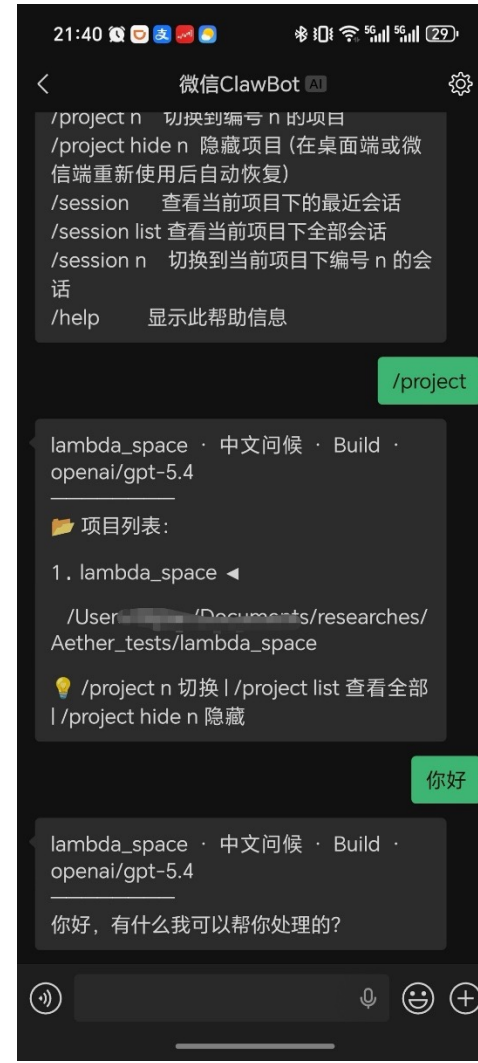 21:40 支 5G 5G 29
微信ClawBot AI
/project n 切换到编号 n 的项目
/project hide n 隐藏项目 (在桌面端或微
信端重新使用后自动恢复)
/session 查看当前项目下的最近会话
/session list 查看当前项目下全部会话
/session n 切换到当前项目下编号 n 的会
话
/help 显示此帮助信息
/project
lambda_space · 中文问候 · Build ·
openai/gpt-5.4
📂 项目列表:
1. lambda_space ◄
/User /Documents/researches/
Aether_tests/lambda_space
💡 /project n 切换 | /project list 查看全部
| /project hide n 隐藏
你好
lambda_space · 中文问候 · Build ·
openai/gpt-5.4
你好，有什么我可以帮你处理的?